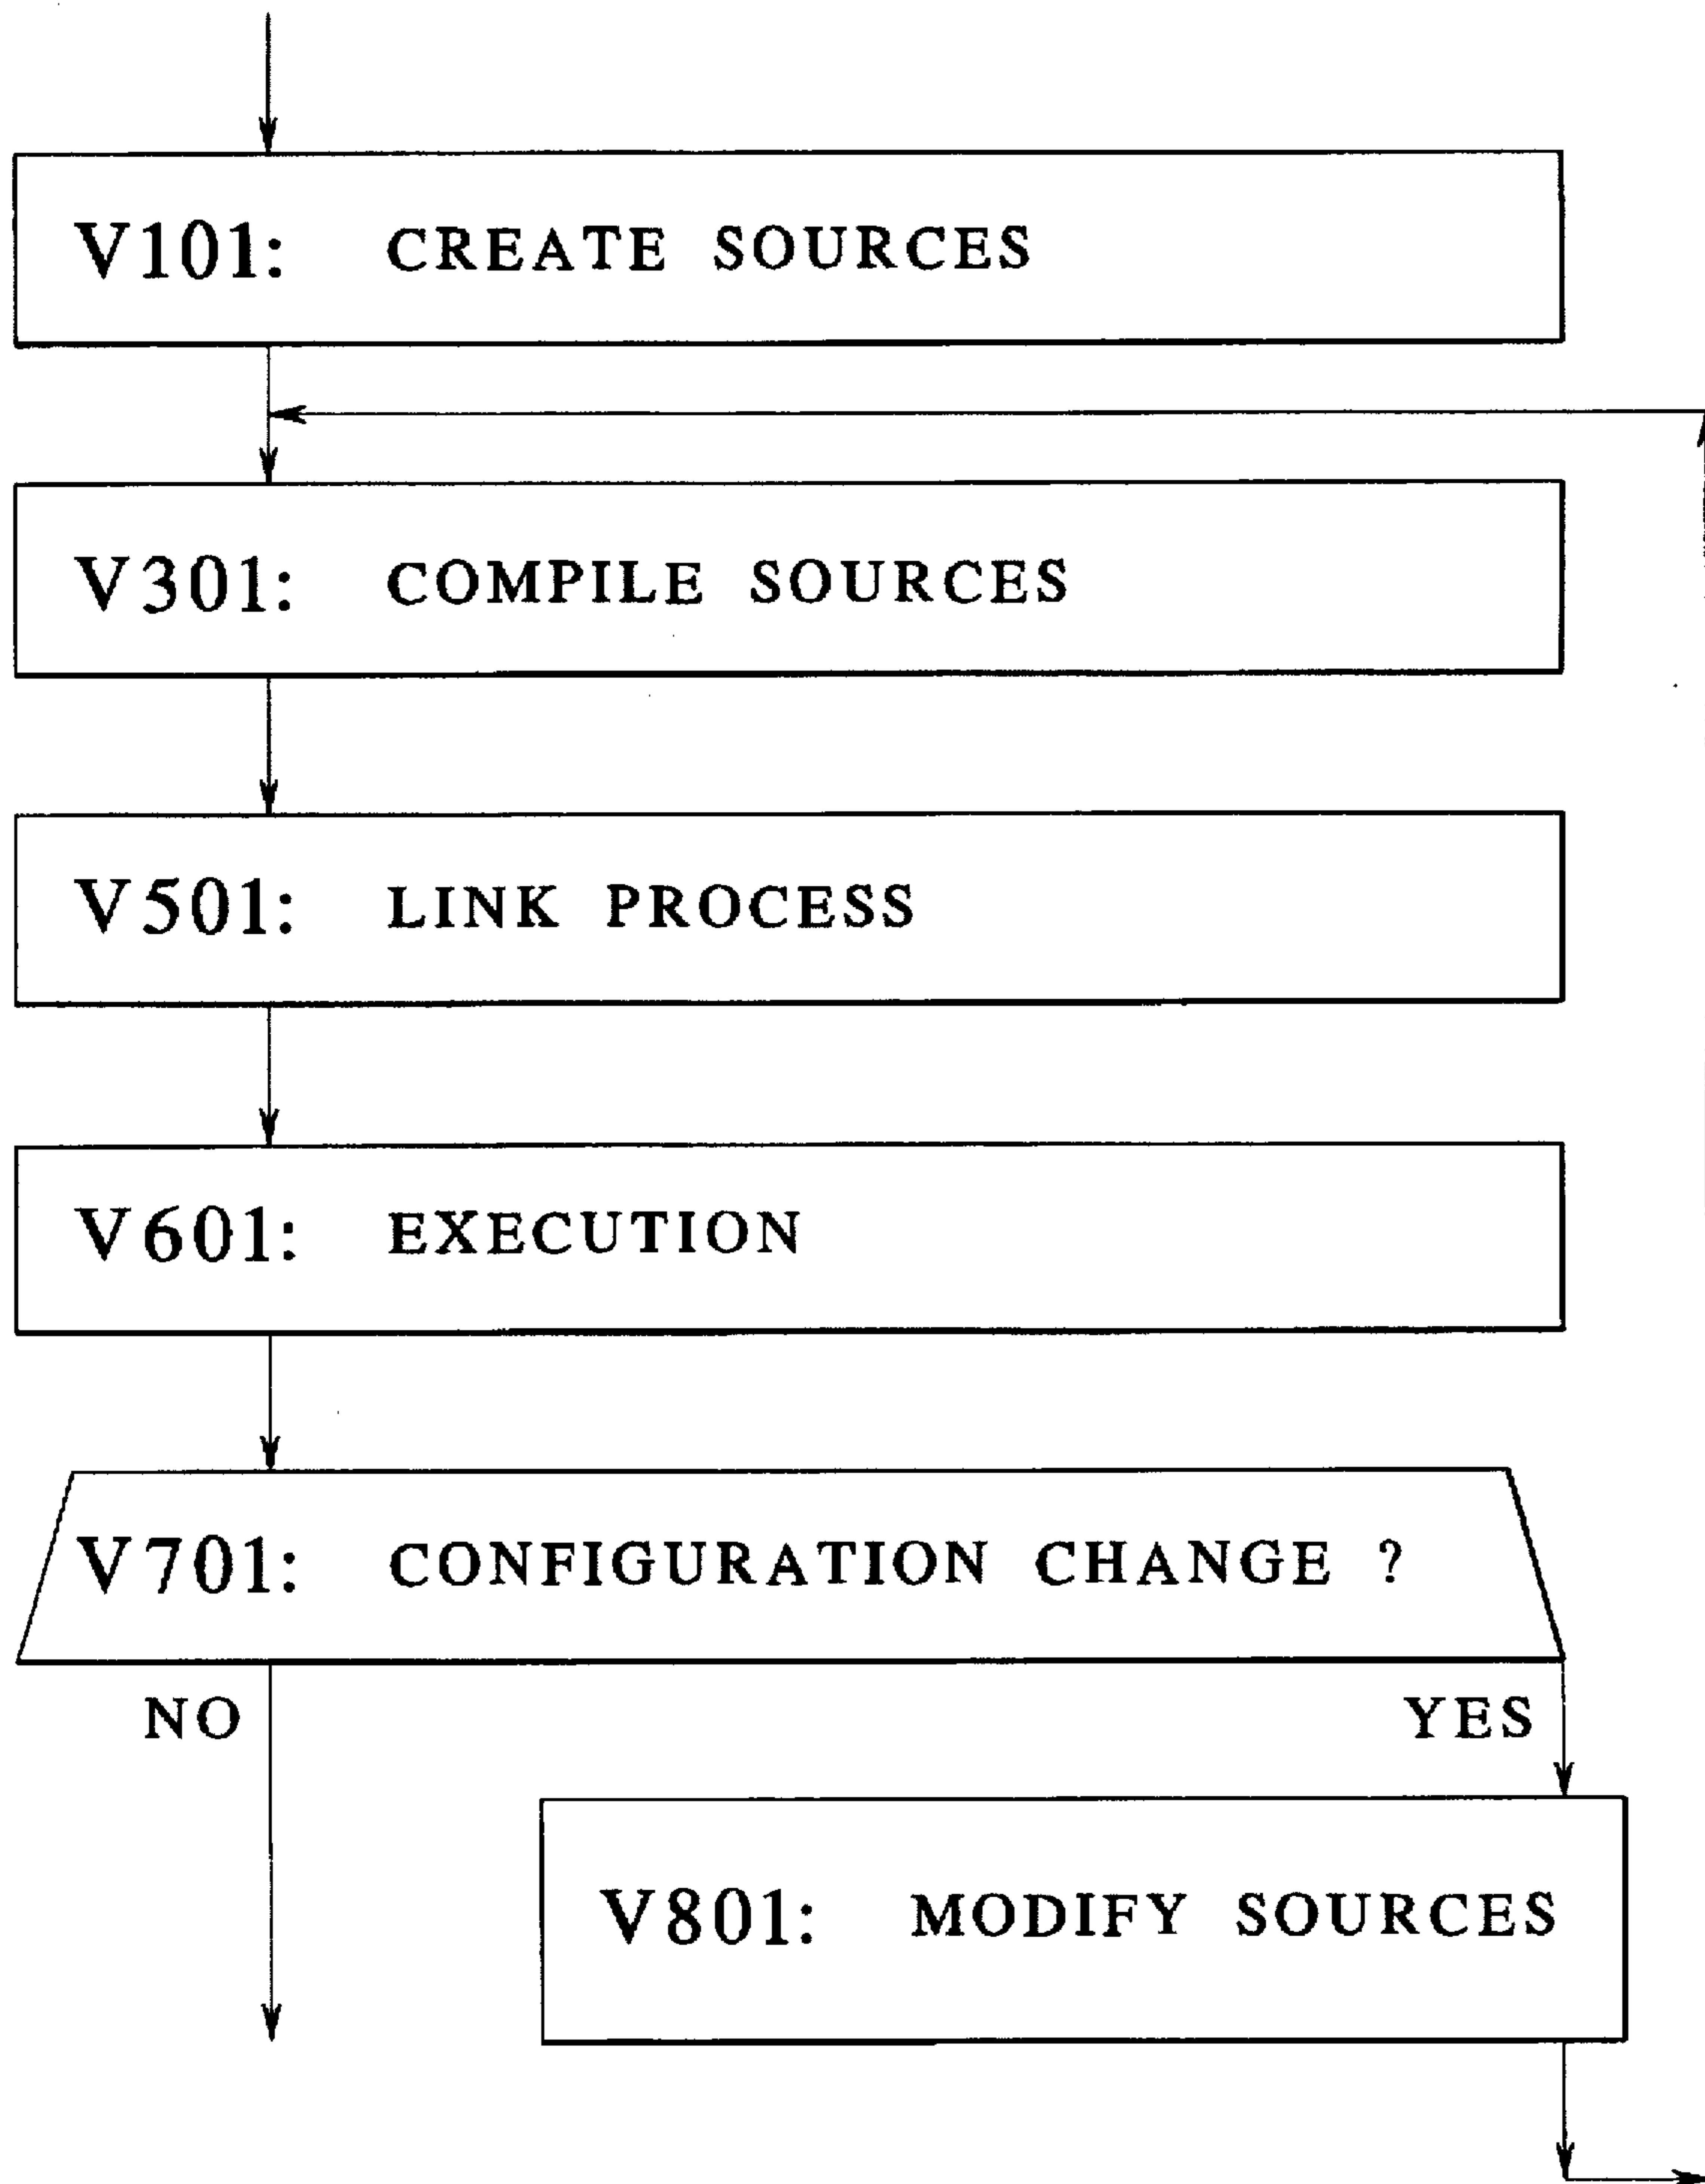 V101: CREATE SOURCES
V301: COMPILE SOURCES
V501: LINK PROCESS
V601: EXECUTION
V701: CONFIGURATION CHANGE ?
NO YES
V801: MODIFY SOURCES